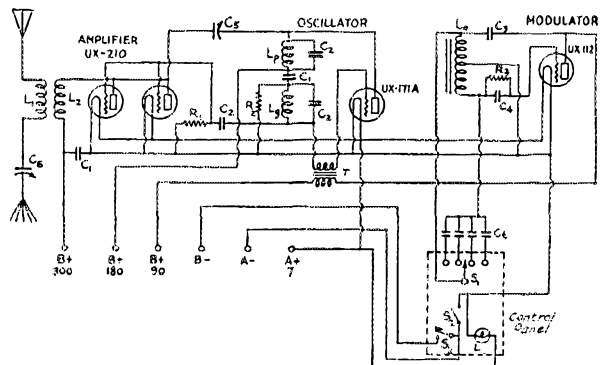 AMPLIFIER
UX-210
OSCILLATOR
MODULATOR
C5
Lp
C2
C1
Lo
C3
UX 112
L1
L2
R1
C2
R2
Lg
C2
UX-171A
R3
C4
C6
C1
T
Ct
B+
300
B+
180
B+
90
B-
A-
A+
7
S1
S2
S3
L
Control
Panel